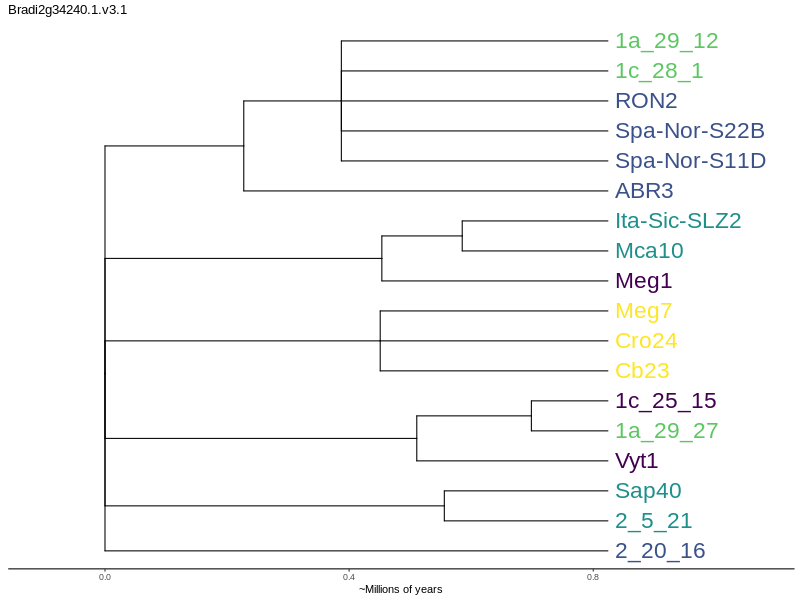 Bradi2g34240.1.v3.1
1a_29_12
1c_28_1
RON2
Spa-Nor-S22B
Spa-Nor-S11D
ABR3
Ita-Sic-SLZ2
Mca10
Meg1
Meg7
Cro24
Cb23
1c_25_15
1a_29_27
Vyt1
Sap40
2_5_21
2_20_16
0.0 0.4 0.8
~Millions of years